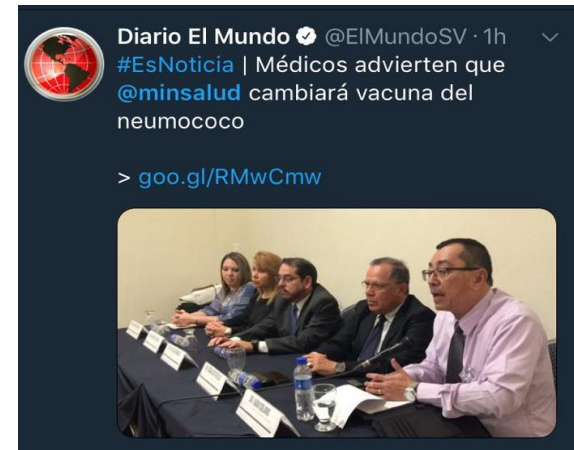 Diario El Mundo @ElMundoSV · 1h
#EsNoticia | Médicos advierten que
@minsalud cambiará vacuna del
neumococo
> goo.gl/RMwCmw